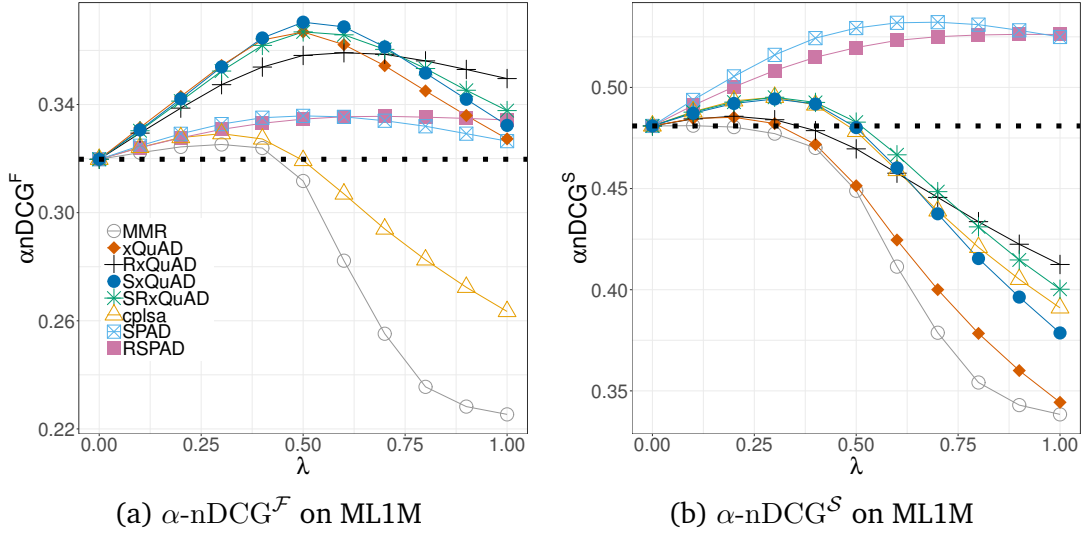 αnDCG^F
0.34
0.30
0.26
0.22
MMR
xQuAD
RxQuAD
SxQuAD
SRxQuAD
cplsa
SPAD
RSPAD
0.00 0.25 0.50 0.75 1.00
λ
(a) α-nDCG^ℱ on ML1M
αnDCG^S
0.50
0.45
0.40
0.35
0.00 0.25 0.50 0.75 1.00
λ
(b) α-nDCG^𝒮 on ML1M